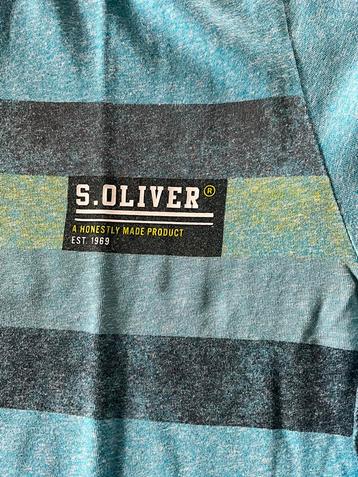 S.OLIVER®
A HONESTLY MADE PRODUCT
EST. 1969